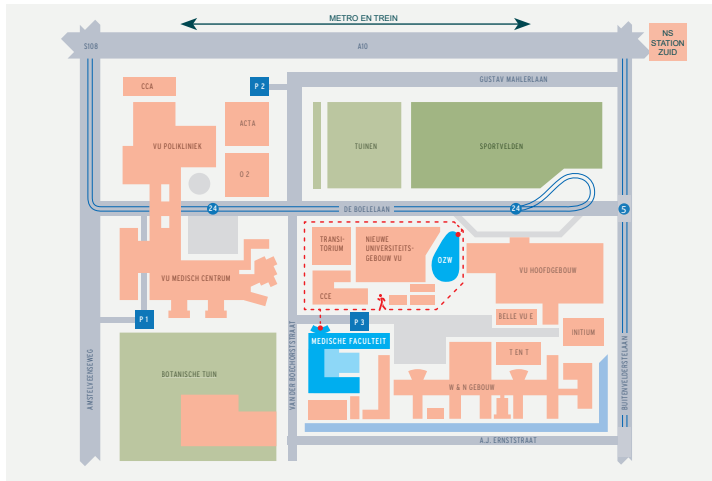 METRO EN TREIN
S108
A10
NS
STATION
ZUID
CCA
P 2
GUSTAV MAHLERLAAN
ACTA
VU POLIKLINIEK
TUINEN
SPORTVELDEN
O 2
24
DE BOELELAAN
24
5
TRANSI-
TORIUM
NIEUWE
UNIVERSITEITS-
GEBOUW VU
OZW
VU HOOFDGEBOUW
VU MEDISCH CENTRUM
CCE
P 1
P 3
BELLE VU E
INITIUM
MEDISCHE FACULTEIT
T EN T
BOTANISCHE TUIN
W & N GEBOUW
AMSTELVEENSEWEG
VAN DER BOECHORSTSTRAAT
BUITENVELDERSTELAAN
A.J. ERNSTSTRAAT